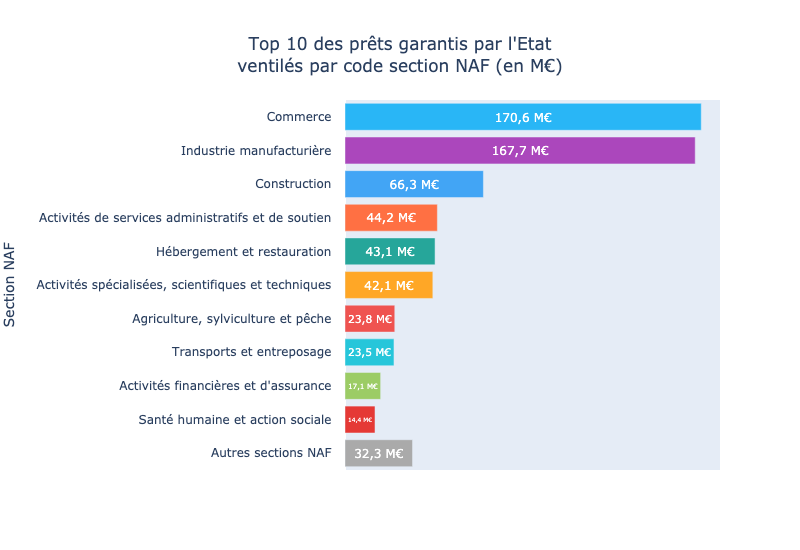 Top 10 des prêts garantis par l'Etat
ventilés par code section NAF (en M€)
Section NAF
Commerce 170,6 M€
Industrie manufacturière 167,7 M€
Construction 66,3 M€
Activités de services administratifs et de soutien 44,2 M€
Hébergement et restauration 43,1 M€
Activités spécialisées, scientifiques et techniques 42,1 M€
Agriculture, sylviculture et pêche 23,8 M€
Transports et entreposage 23,5 M€
Activités financières et d'assurance 17,1 M€
Santé humaine et action sociale 14,4 M€
Autres sections NAF 32,3 M€